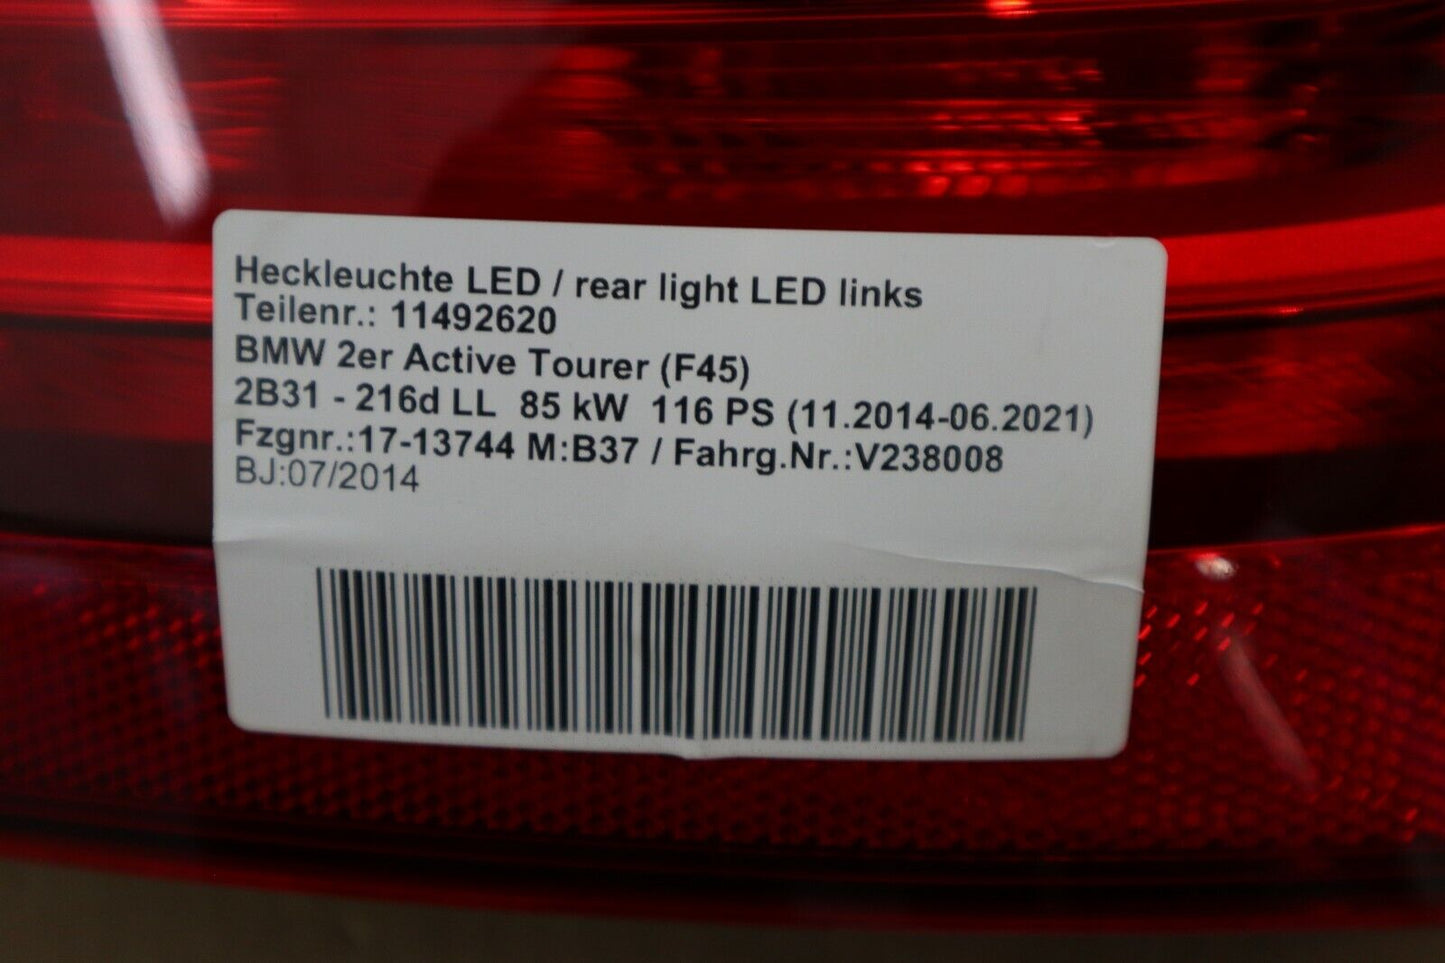 Heckleuchte LED / rear light LED links
Teilenr.: 11492620
BMW 2er Active Tourer (F45)
2B31 - 216d LL  85 kW  116 PS (11.2014-06.2021)
Fzgnr.:17-13744 M:B37 / Fahrg.Nr.:V238008
BJ:07/2014